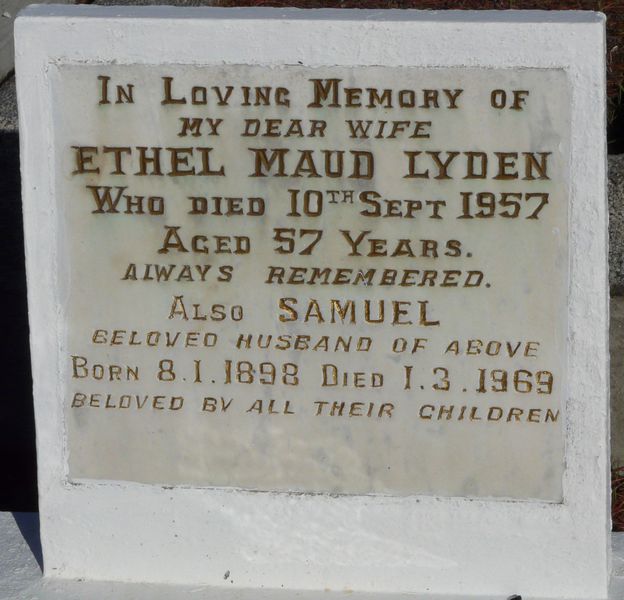 In Loving Memory of
my dear wife
ETHEL MAUD LYDEN
Who died 10TH Sept 1957
Aged 57 Years.
always remembered.
Also SAMUEL
beloved husband of above
Born 8.1.1898 Died 1.3.1969
beloved by all their children